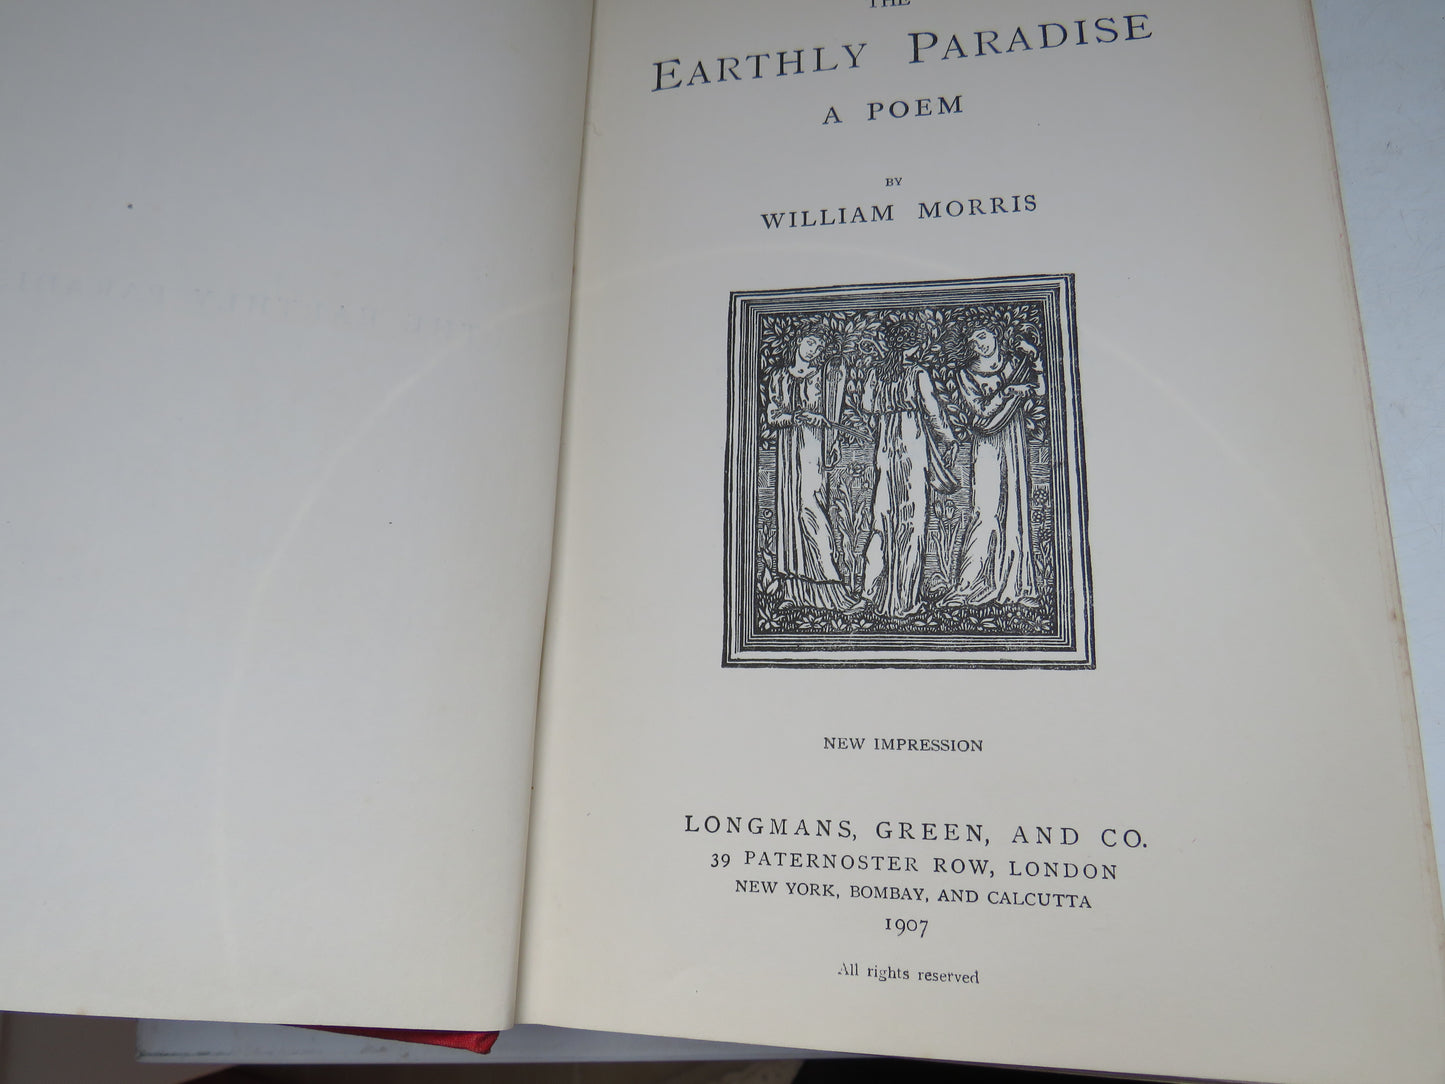 THE
EARTHLY PARADISE
A POEM
BY
WILLIAM MORRIS
NEW IMPRESSION
LONGMANS, GREEN, AND CO.
39 PATERNOSTER ROW, LONDON
NEW YORK, BOMBAY, AND CALCUTTA
1907
All rights reserved